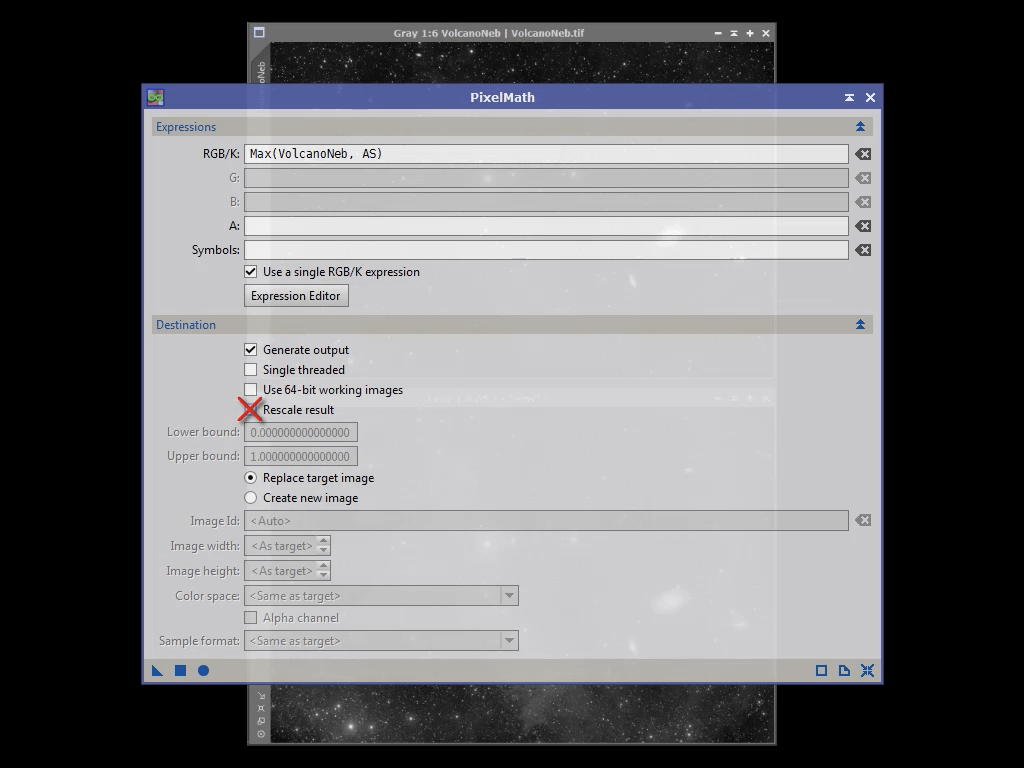 Gray 1:6 VolcanoNeb | VolcanoNeb.tif
PixelMath
Expressions
RGB/K: Max(VolcanoNeb, AS)
G:
B:
A:
Symbols:
Use a single RGB/K expression
Expression Editor
Destination
Generate output
Single threaded
Use 64-bit working images
Rescale result
Lower bound: 0.000000000000000
Upper bound: 1.000000000000000
Replace target image
Create new image
Image Id: <Auto>
Image width: <As target>
Image height: <As target>
Color space: <Same as target>
Alpha channel
Sample format: <Same as target>